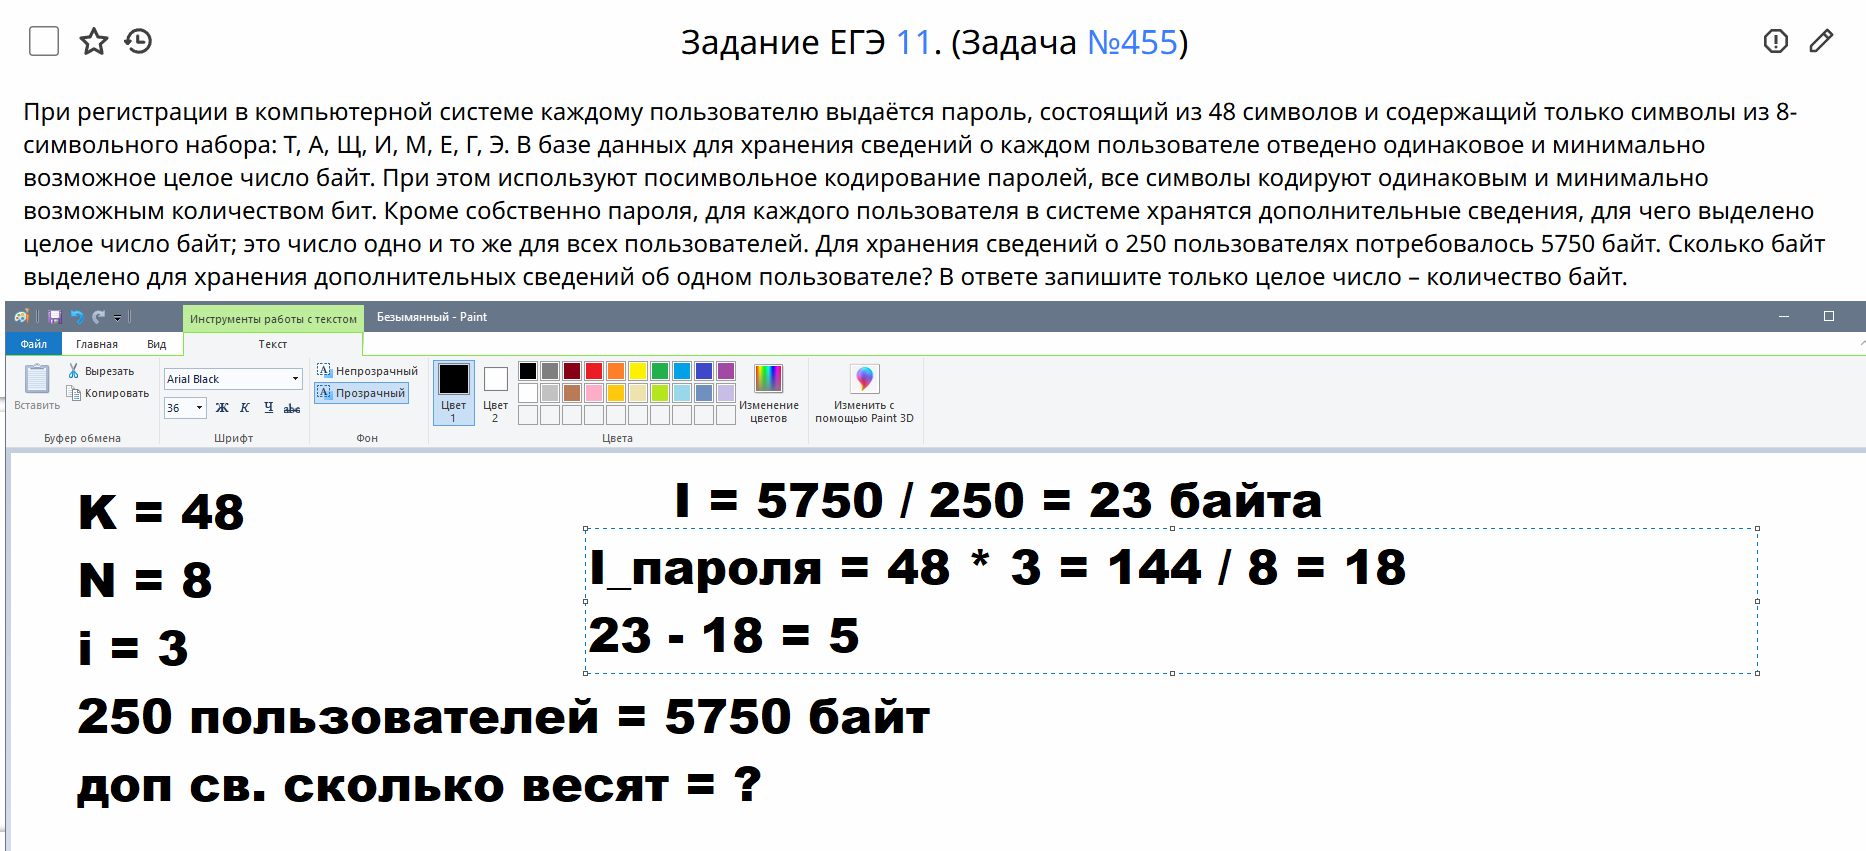 Задание ЕГЭ 11. (Задача №455)
При регистрации в компьютерной системе каждому пользователю выдаётся пароль, состоящий из 48 символов и содержащий только символы из 8-
символьного набора: Т, А, Щ, И, М, Е, Г, Э. В базе данных для хранения сведений о каждом пользователе отведено одинаковое и минимально
возможное целое число байт. При этом используют посимвольное кодирование паролей, все символы кодируют одинаковым и минимально
возможным количеством бит. Кроме собственно пароля, для каждого пользователя в системе хранятся дополнительные сведения, для чего выделено
целое число байт; это число одно и то же для всех пользователей. Для хранения сведений о 250 пользователях потребовалось 5750 байт. Сколько байт
выделено для хранения дополнительных сведений об одном пользователе? В ответе запишите только целое число – количество байт.
Инструменты работы с текстом Безымянный - Paint
Файл Главная Вид Текст
Вставить
Вырезать
Копировать
Буфер обмена
Arial Black
36 Ж К Ч abc
Шрифт
Непрозрачный
Прозрачный
Фон
Цвет 1
Цвет 2
Изменение цветов
Цвета
Изменить с помощью Paint 3D
K = 48
N = 8
i = 3
250 пользователей = 5750 байт
доп св. сколько весят = ?
I = 5750 / 250 = 23 байта
I_пароля = 48 * 3 = 144 / 8 = 18
23 - 18 = 5